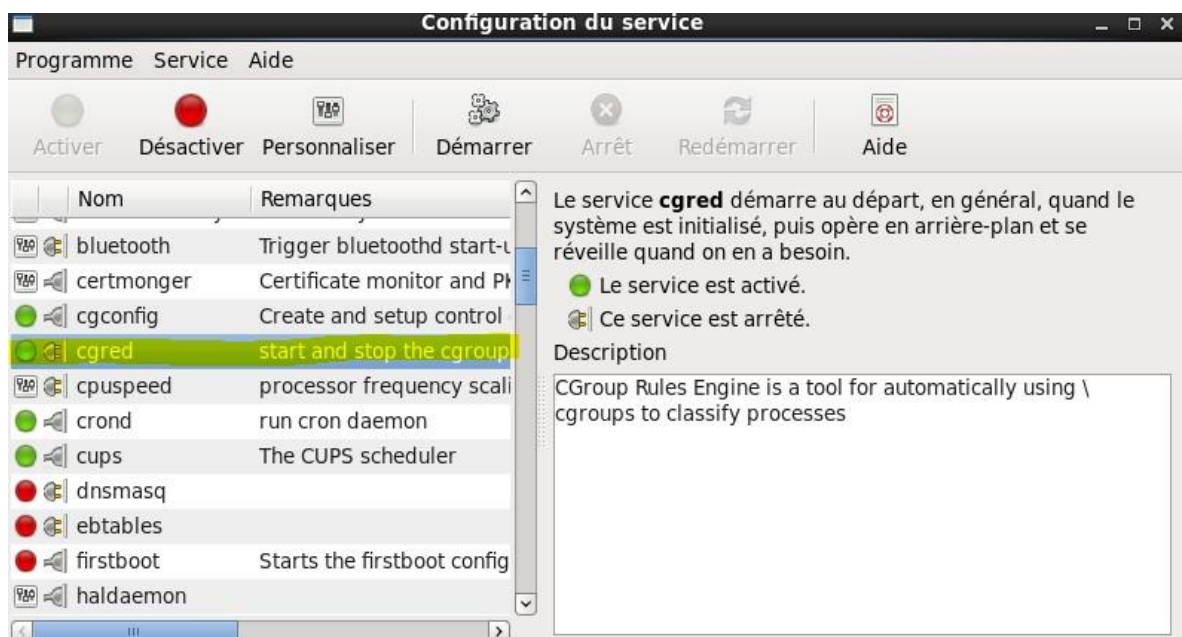 Configuration du service
Programme Service Aide
Activer Désactiver Personnaliser Démarrer Arrêt Redémarrer Aide
Nom Remarques
bluetooth Trigger bluetoothd start-u
certmonger Certificate monitor and PK
cgconfig Create and setup control
cgred start and stop the cgroup
cpuspeed processor frequency scali
crond run cron daemon
cups The CUPS scheduler
dnsmasq
ebtables
firstboot Starts the firstboot config
haldaemon
Le service cgred démarre au départ, en général, quand le
système est initialisé, puis opère en arrière-plan et se
réveille quand on en a besoin.
Le service est activé.
Ce service est arrêté.
Description
CGroup Rules Engine is a tool for automatically using \
cgroups to classify processes